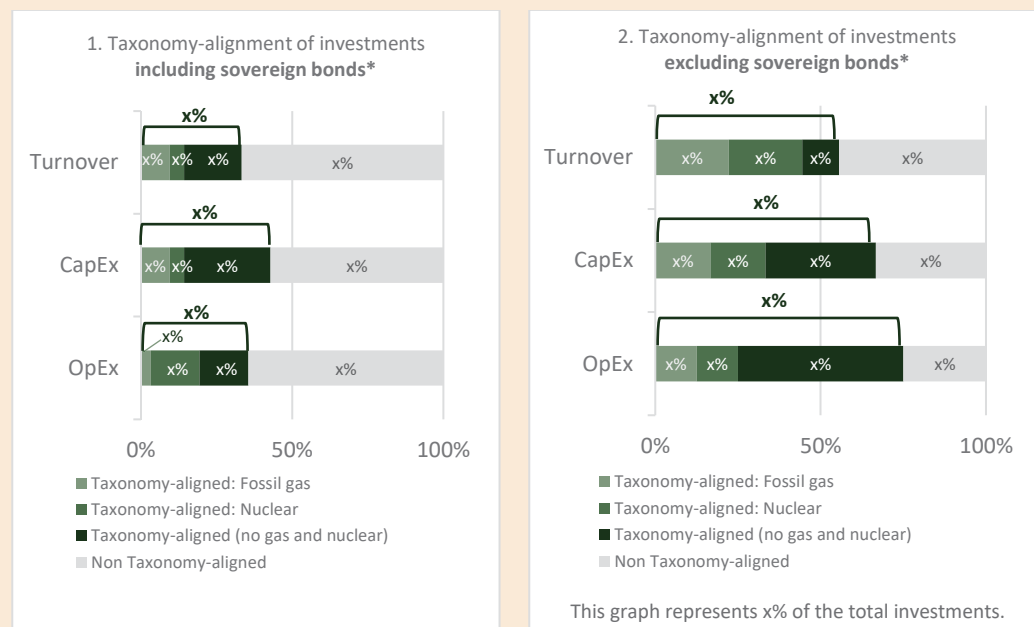 1. Taxonomy-alignment of investments
including sovereign bonds*
x%
Turnover
x%
x%
x%
x%
x%
CapEx
x%
x%
x%
x%
x%
x%
OpEx
x%
x%
x%
0%
50%
100%
Taxonomy-aligned: Fossil gas
Taxonomy-aligned: Nuclear
Taxonomy-aligned (no gas and nuclear)
Non Taxonomy-aligned
2. Taxonomy-alignment of investments
excluding sovereign bonds*
x%
Turnover
x%
x%
x%
x%
x%
CapEx
x%
x%
x%
x%
x%
OpEx
x%
x%
x%
x%
0%
50%
100%
Taxonomy-aligned: Fossil gas
Taxonomy-aligned: Nuclear
Taxonomy-aligned (no gas and nuclear)
Non Taxonomy-aligned
This graph represents x% of the total investments.